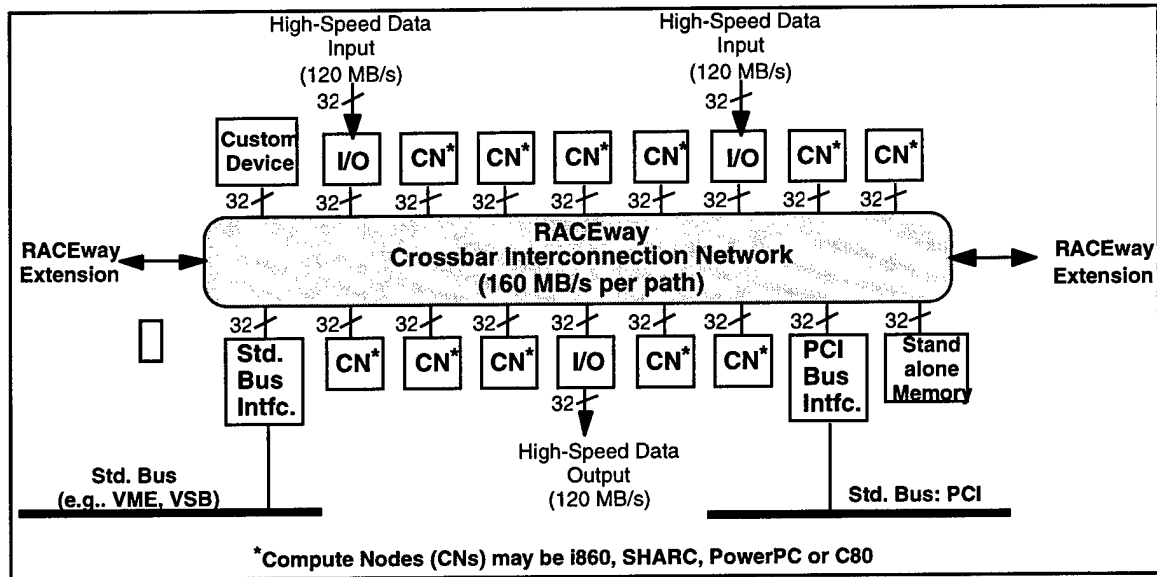 High-Speed Data
Input
(120 MB/s)
High-Speed Data
Input
(120 MB/s)
32
32
Custom
Device
I/O
CN*
CN*
CN*
CN*
I/O
CN*
CN*
32
32
32
32
32
32
32
32
32
RACEway
Extension
RACEway
Crossbar Interconnection Network
(160 MB/s per path)
RACEway
Extension
32
32
32
32
32
32
32
32
32
Std.
Bus
Intfc.
CN*
CN*
CN*
I/O
CN*
CN*
PCI
Bus
Intfc.
Stand
alone
Memory
32
High-Speed Data
Output
(120 MB/s)
Std. Bus
(e.g.. VME, VSB)
Std. Bus: PCI
*Compute Nodes (CNs) may be i860, SHARC, PowerPC or C80